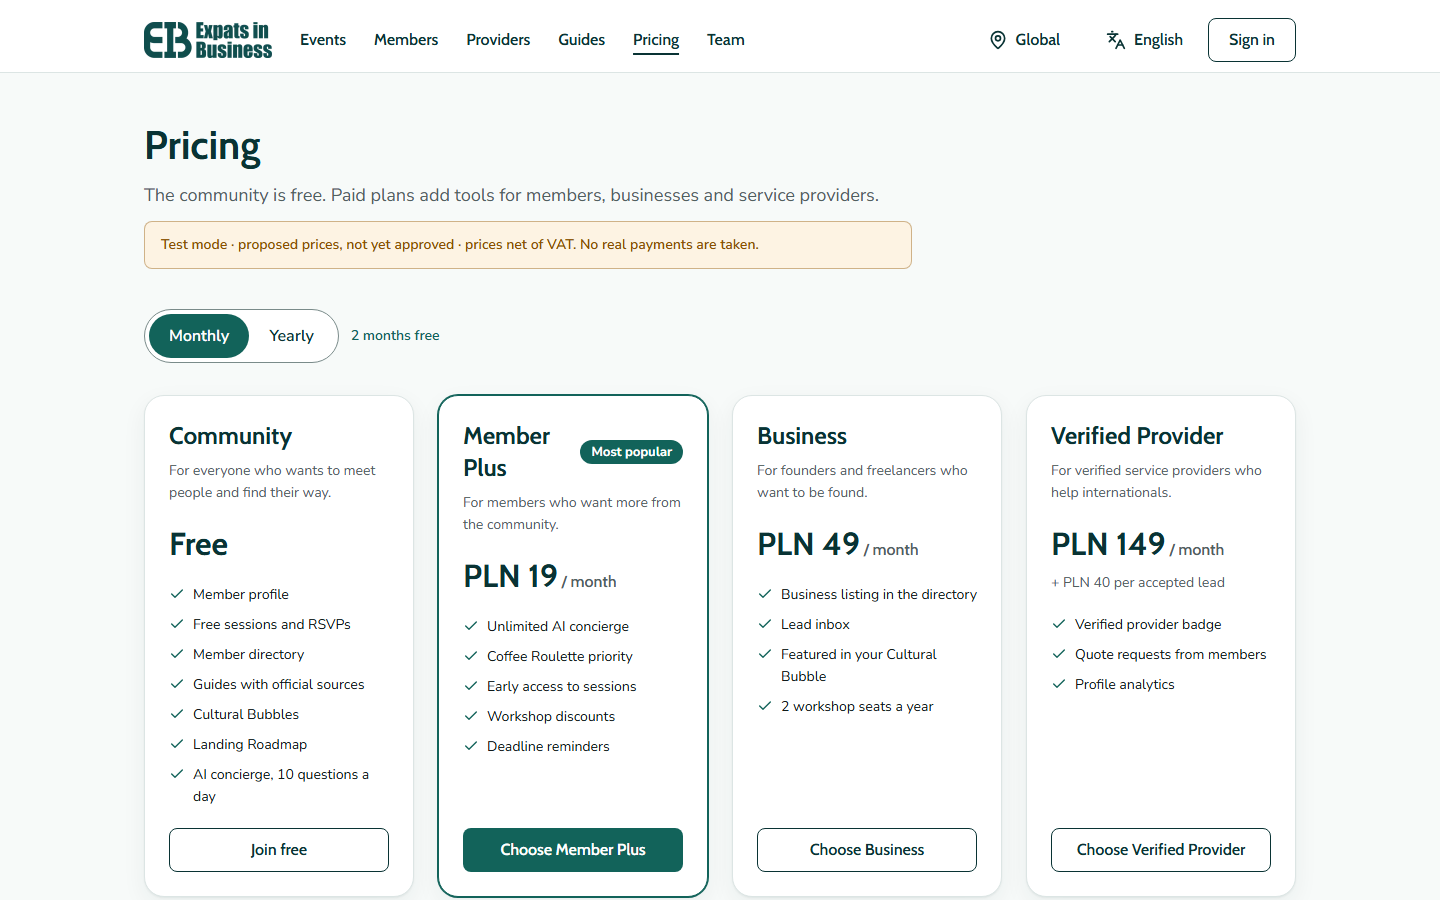 EIB Expats in
Business
Events
Members
Providers
Guides
Pricing
Team
Global
English
Sign in
Pricing
The community is free. Paid plans add tools for members, businesses and service providers.
Test mode · proposed prices, not yet approved · prices net of VAT. No real payments are taken.
Monthly
Yearly
2 months free
Community
For everyone who wants to meet
people and find their way.
Free
Member profile
Free sessions and RSVPs
Member directory
Guides with official sources
Cultural Bubbles
Landing Roadmap
AI concierge, 10 questions a
day
Join free
Member
Plus
Most popular
For members who want more from
the community.
PLN 19 / month
Unlimited AI concierge
Coffee Roulette priority
Early access to sessions
Workshop discounts
Deadline reminders
Choose Member Plus
Business
For founders and freelancers who
want to be found.
PLN 49 / month
Business listing in the directory
Lead inbox
Featured in your Cultural
Bubble
2 workshop seats a year
Choose Business
Verified Provider
For verified service providers who
help internationals.
PLN 149 / month
+ PLN 40 per accepted lead
Verified provider badge
Quote requests from members
Profile analytics
Choose Verified Provider